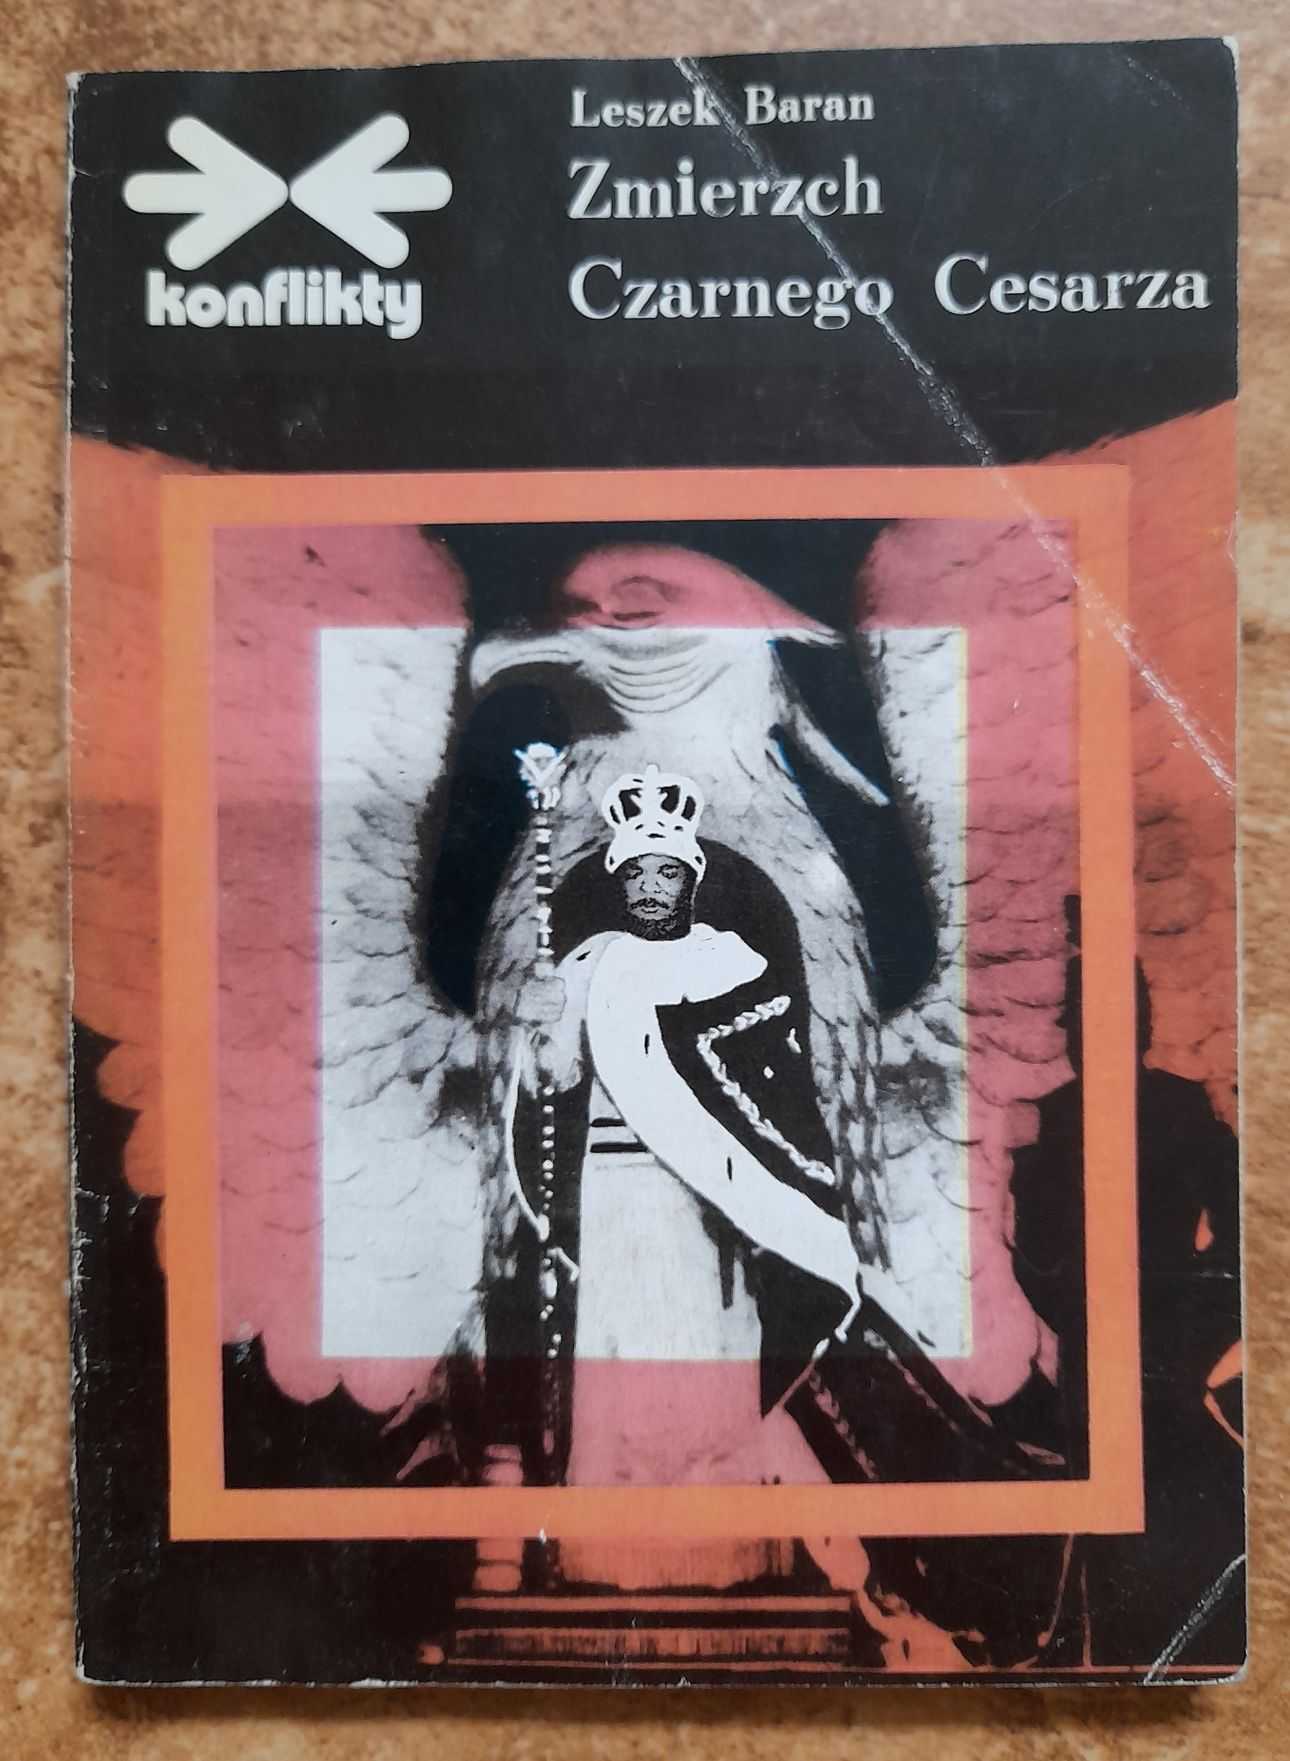 Leszek Baran
Zmierzch
Czarnego Cesarza
konflikty